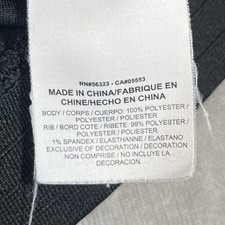 RN#56323 - CA#05553
MADE IN CHINA/FABRIQUE EN
CHINE/HECHO EN CHINA
BODY / CORPS / CUERPO: 100% POLYESTER
/ POLYESTER / POLIESTER
RIB / BORD COTE / RIBETE: 99% POLYESTER
/ POLYESTER / POLIESTER
1% SPANDEX / ELASTHANNE / ELASTANO
EXCLUSIVE OF DECORATION / DECORATION
NON COMPRISE / NO INCLUYE LA
DECORACION